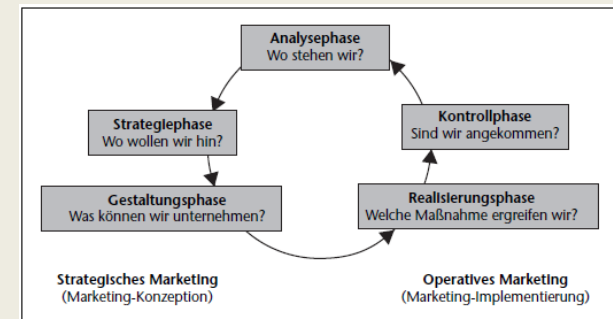 Analysephase
Wo stehen wir?
Strategiephase
Wo wollen wir hin?
Kontrollphase
Sind wir angekommen?
Gestaltungsphase
Was können wir unternehmen?
Realisierungsphase
Welche Maßnahme ergreifen wir?
Strategisches Marketing
(Marketing-Konzeption)
Operatives Marketing
(Marketing-Implementierung)